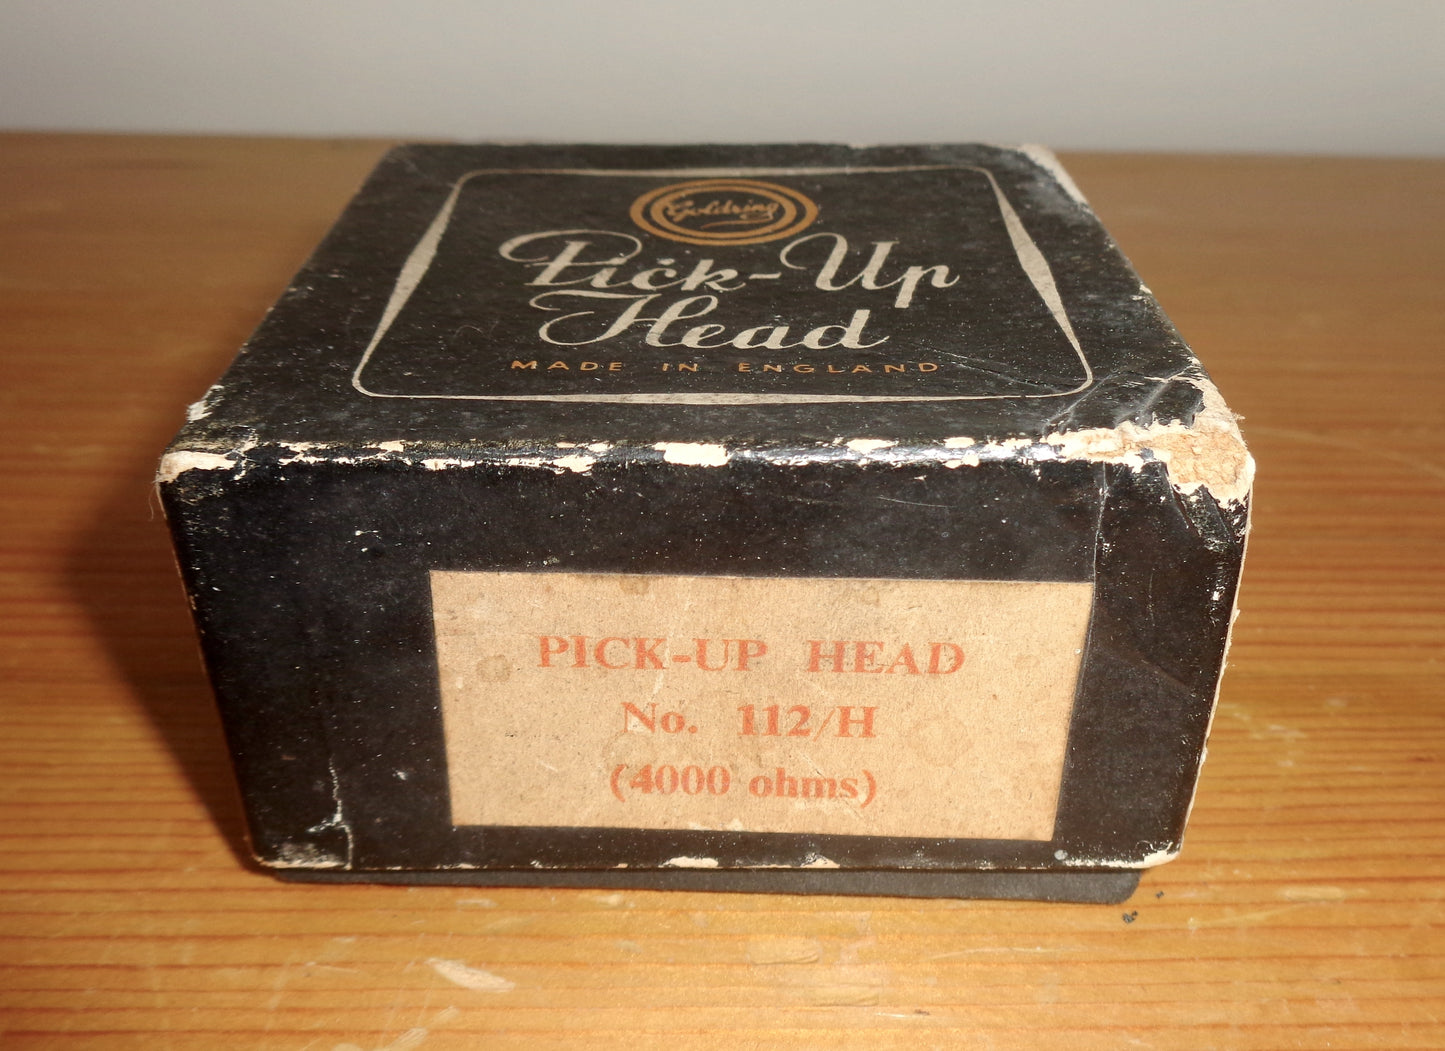 Goldring
Pick-Up
Head
MADE IN ENGLAND
PICK-UP HEAD
No. 112/H
(4000 ohms)